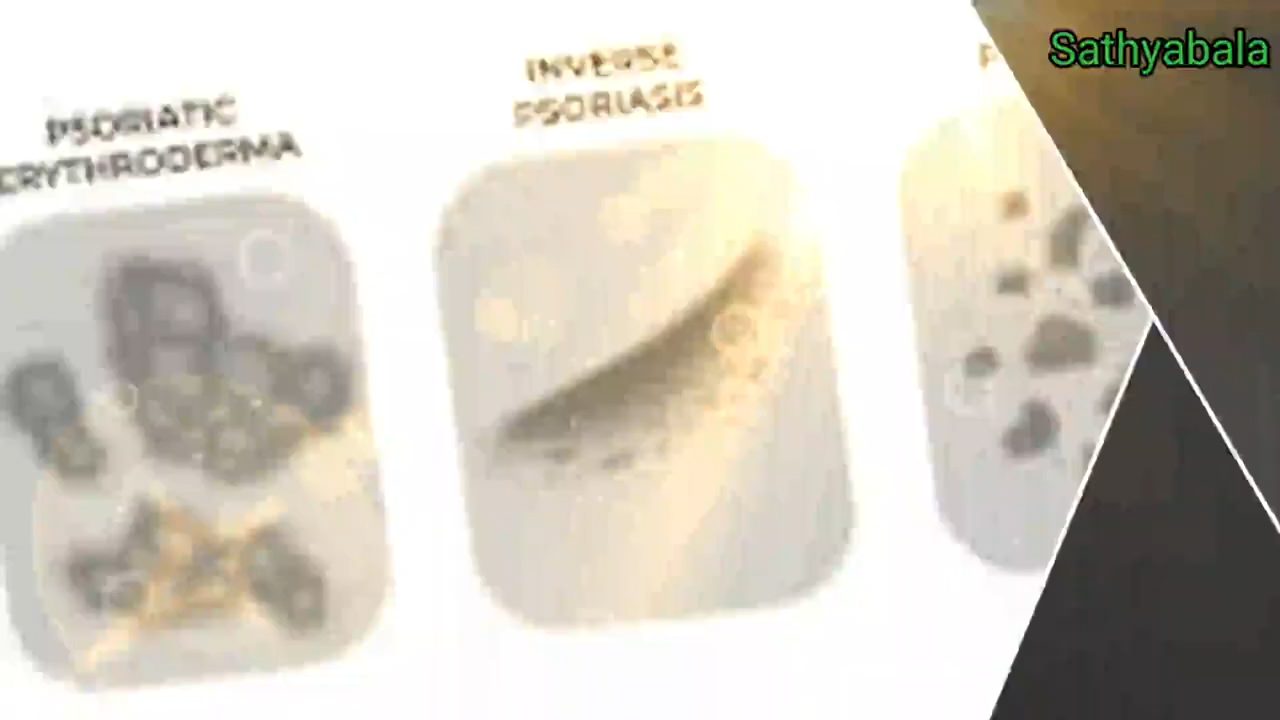 PSORIATIC
ERYTHRODERMA
INVERSE
PSORIASIS
Sathyabala